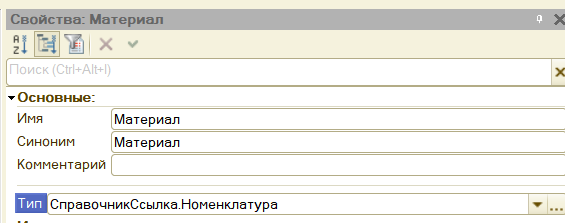 Свойства: Материал
Поиск (Ctrl+Alt+I)
Основные:
Имя Материал
Синоним Материал
Комментарий
Тип СправочникСсылка.Номенклатура